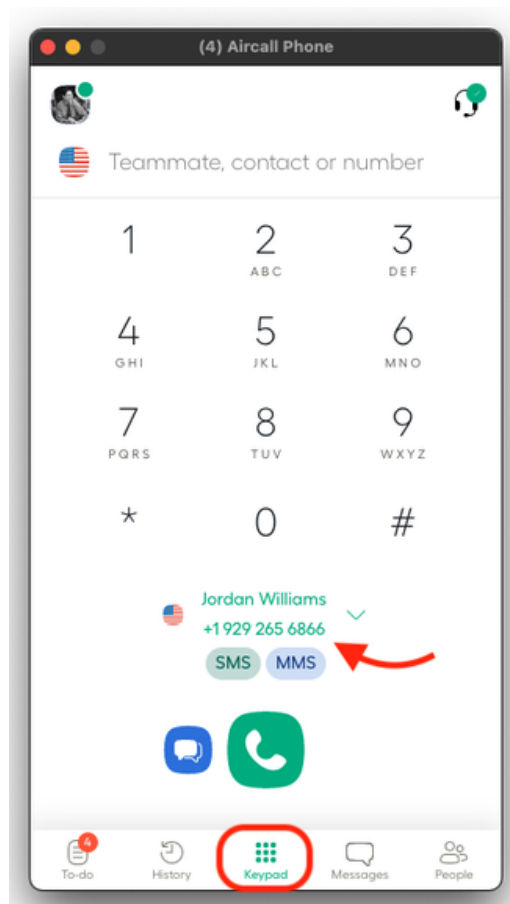 (4) Aircall Phone
Teammate, contact or number
1 2 3
ABC DEF
4 5 6
GHI JKL MNO
7 8 9
PQRS TUV WXYZ
* 0 #
Jordan Williams
+1 929 265 6866
SMS MMS
4
To-do History Keypad Messages People